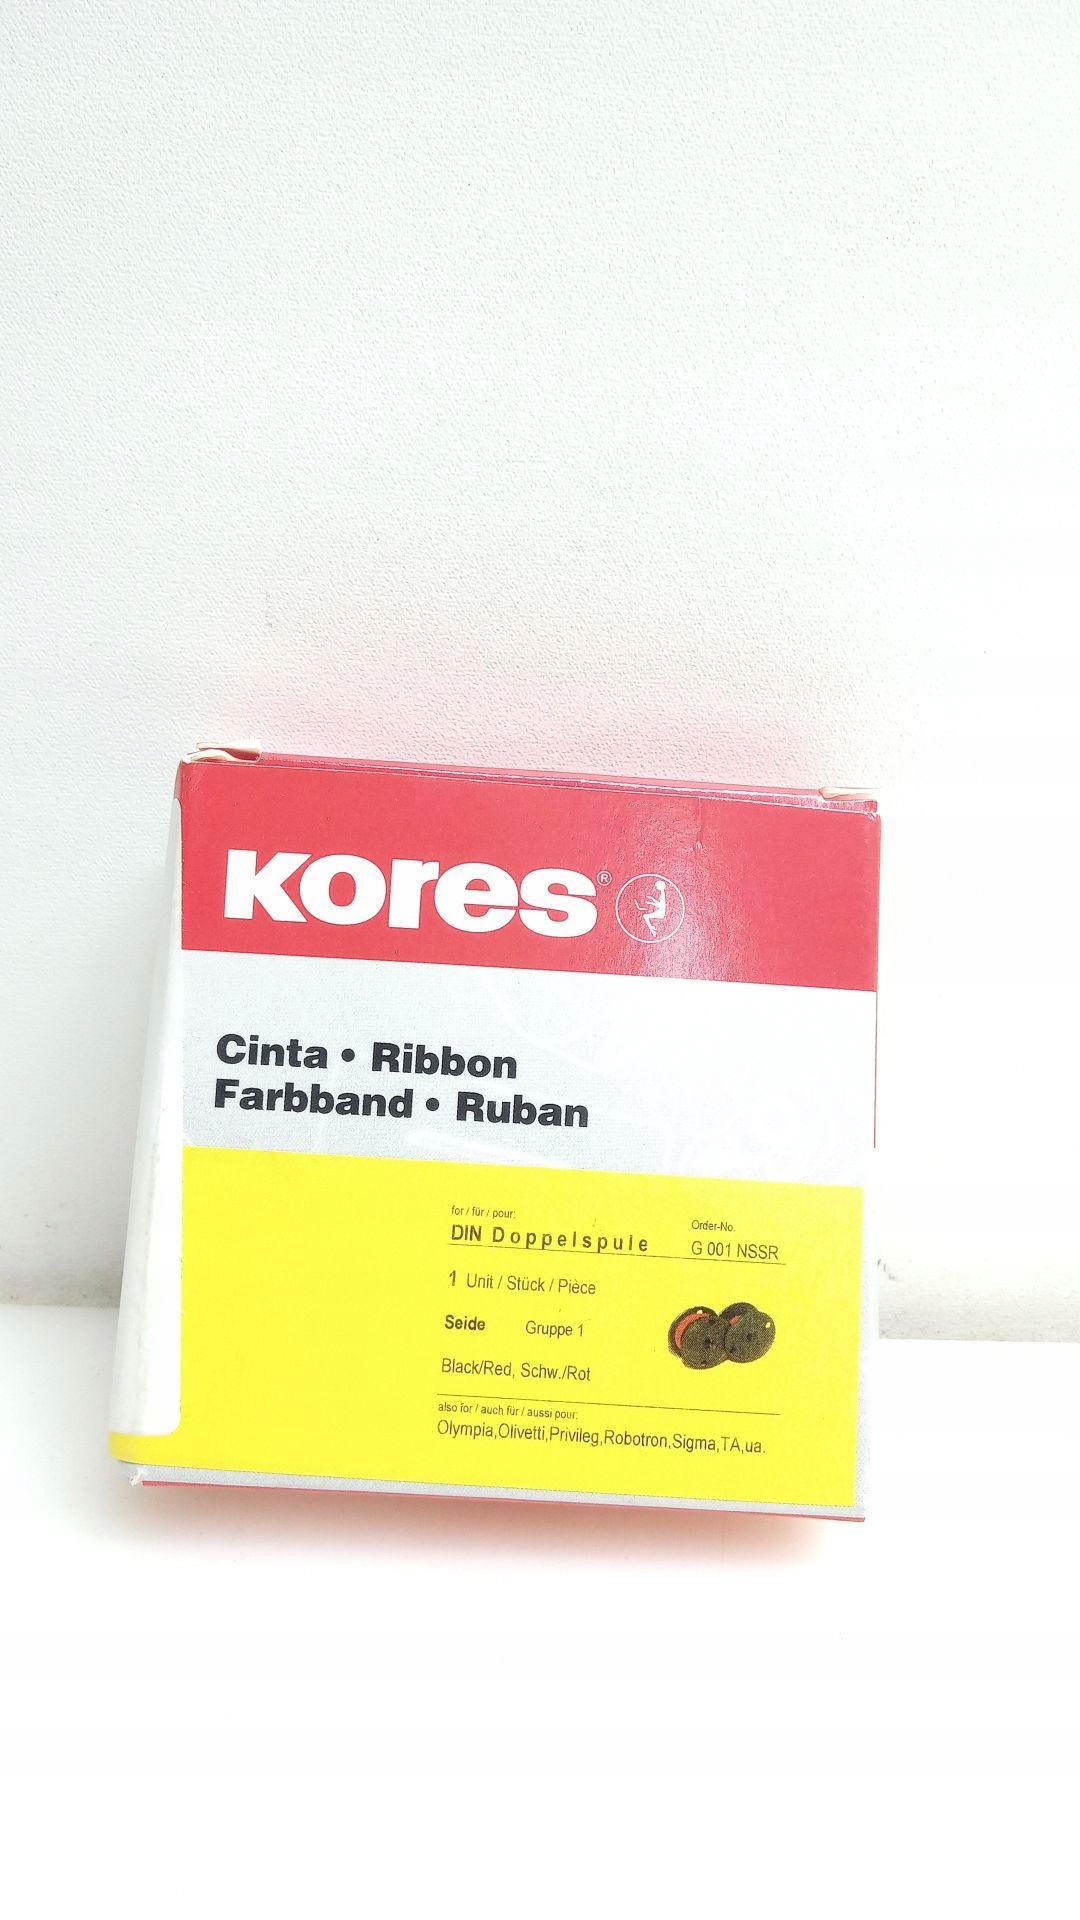 Kores®
Cinta • Ribbon
Farbband • Ruban
for / für / pour:
DIN Doppelspule
Order-No.
G 001 NSSR
1 Unit / Stück / Pièce
Seide Gruppe 1
Black/Red, Schw./Rot
also for / auch für / aussi pour:
Olympia,Olivetti,Privileg,Robotron,Sigma,TA,ua.